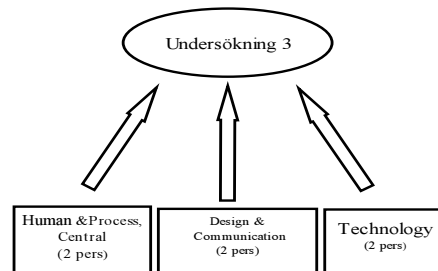 Undersökning 3
Human &Process,
Central
(2 pers)
Design &
Communication
(2 pers)
Technology
(2 pers)